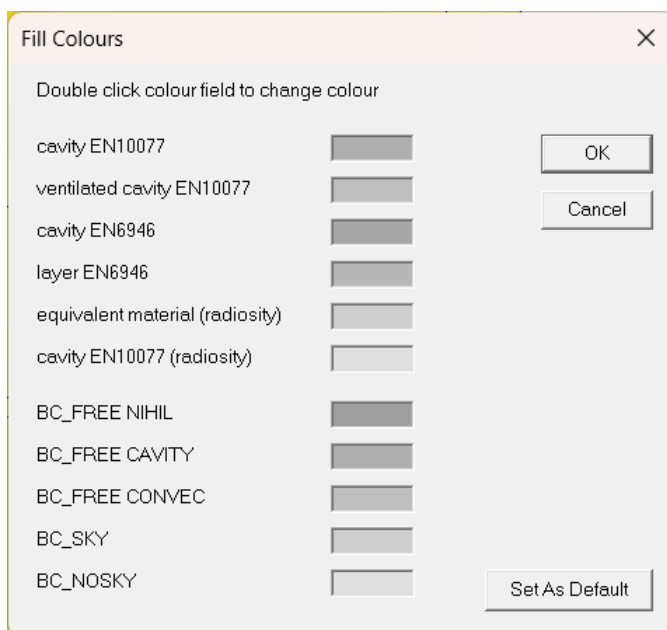 Fill Colours
Double click colour field to change colour
cavity EN10077
OK
ventilated cavity EN10077
Cancel
cavity EN6946
layer EN6946
equivalent material (radiosity)
cavity EN10077 (radiosity)
BC_FREE NIHIL
BC_FREE CAVITY
BC_FREE CONVEC
BC_SKY
BC_NOSKY
Set As Default